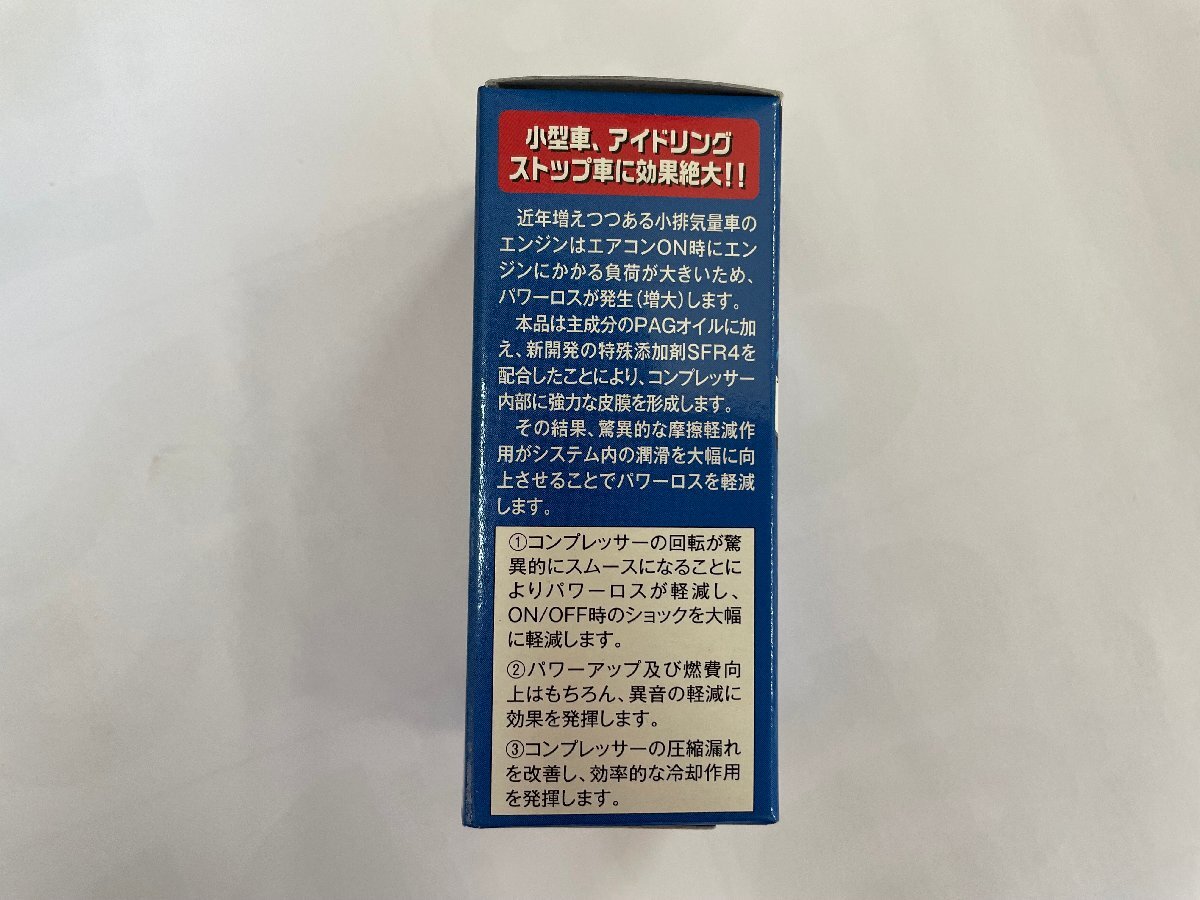 小型車、アイドリング
ストップ車に効果絶大!!
近年増えつつある小排気量車の
エンジンはエアコンON時にエン
ジンにかかる負荷が大きいため、
パワーロスが発生(増大)します。
本品は主成分のPAGオイルに加
え、新開発の特殊添加剤SFR4を
配合したことにより、コンプレッサー
内部に強力な皮膜を形成します。
その結果、驚異的な摩擦軽減作
用がシステム内の潤滑を大幅に向
上させることでパワーロスを軽減
します。
①コンプレッサーの回転が驚
異的にスムースになることに
よりパワーロスが軽減し、
ON/OFF時のショックを大幅
に軽減します。
②パワーアップ及び燃費向
上はもちろん、異音の軽減に
効果を発揮します。
③コンプレッサーの圧縮漏れ
を改善し、効率的な冷却作用
を発揮します。